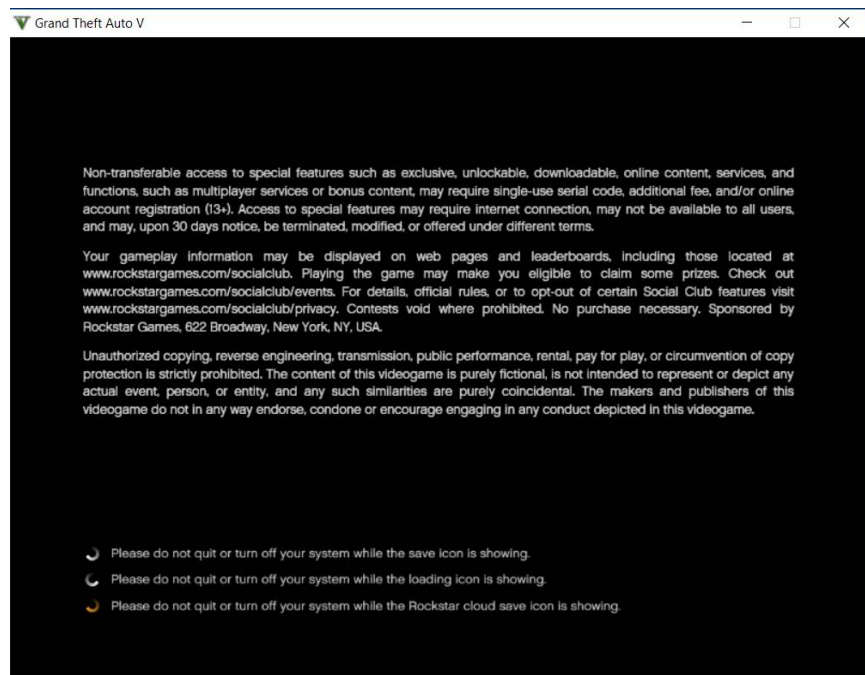 Grand Theft Auto V
Non-transferable access to special features such as exclusive, unlockable, downloadable, online content, services, and
functions, such as multiplayer services or bonus content, may require single-use serial code, additional fee, and/or online
account registration (13+). Access to special features may require internet connection, may not be available to all users,
and may, upon 30 days notice, be terminated, modified, or offered under different terms.
Your gameplay information may be displayed on web pages and leaderboards, including those located at
www.rockstargames.com/socialclub. Playing the game may make you eligible to claim some prizes. Check out
www.rockstargames.com/socialclub/events. For details, official rules, or to opt-out of certain Social Club features visit
www.rockstargames.com/socialclub/privacy. Contests void where prohibited. No purchase necessary. Sponsored by
Rockstar Games, 622 Broadway, New York, NY, USA.
Unauthorized copying, reverse engineering, transmission, public performance, rental, pay for play, or circumvention of copy
protection is strictly prohibited. The content of this videogame is purely fictional, is not intended to represent or depict any
actual event, person, or entity, and any such similarities are purely coincidental. The makers and publishers of this
videogame do not in any way endorse, condone or encourage engaging in any conduct depicted in this videogame.
Please do not quit or turn off your system while the save icon is showing.
Please do not quit or turn off your system while the loading icon is showing.
Please do not quit or turn off your system while the Rockstar cloud save icon is showing.